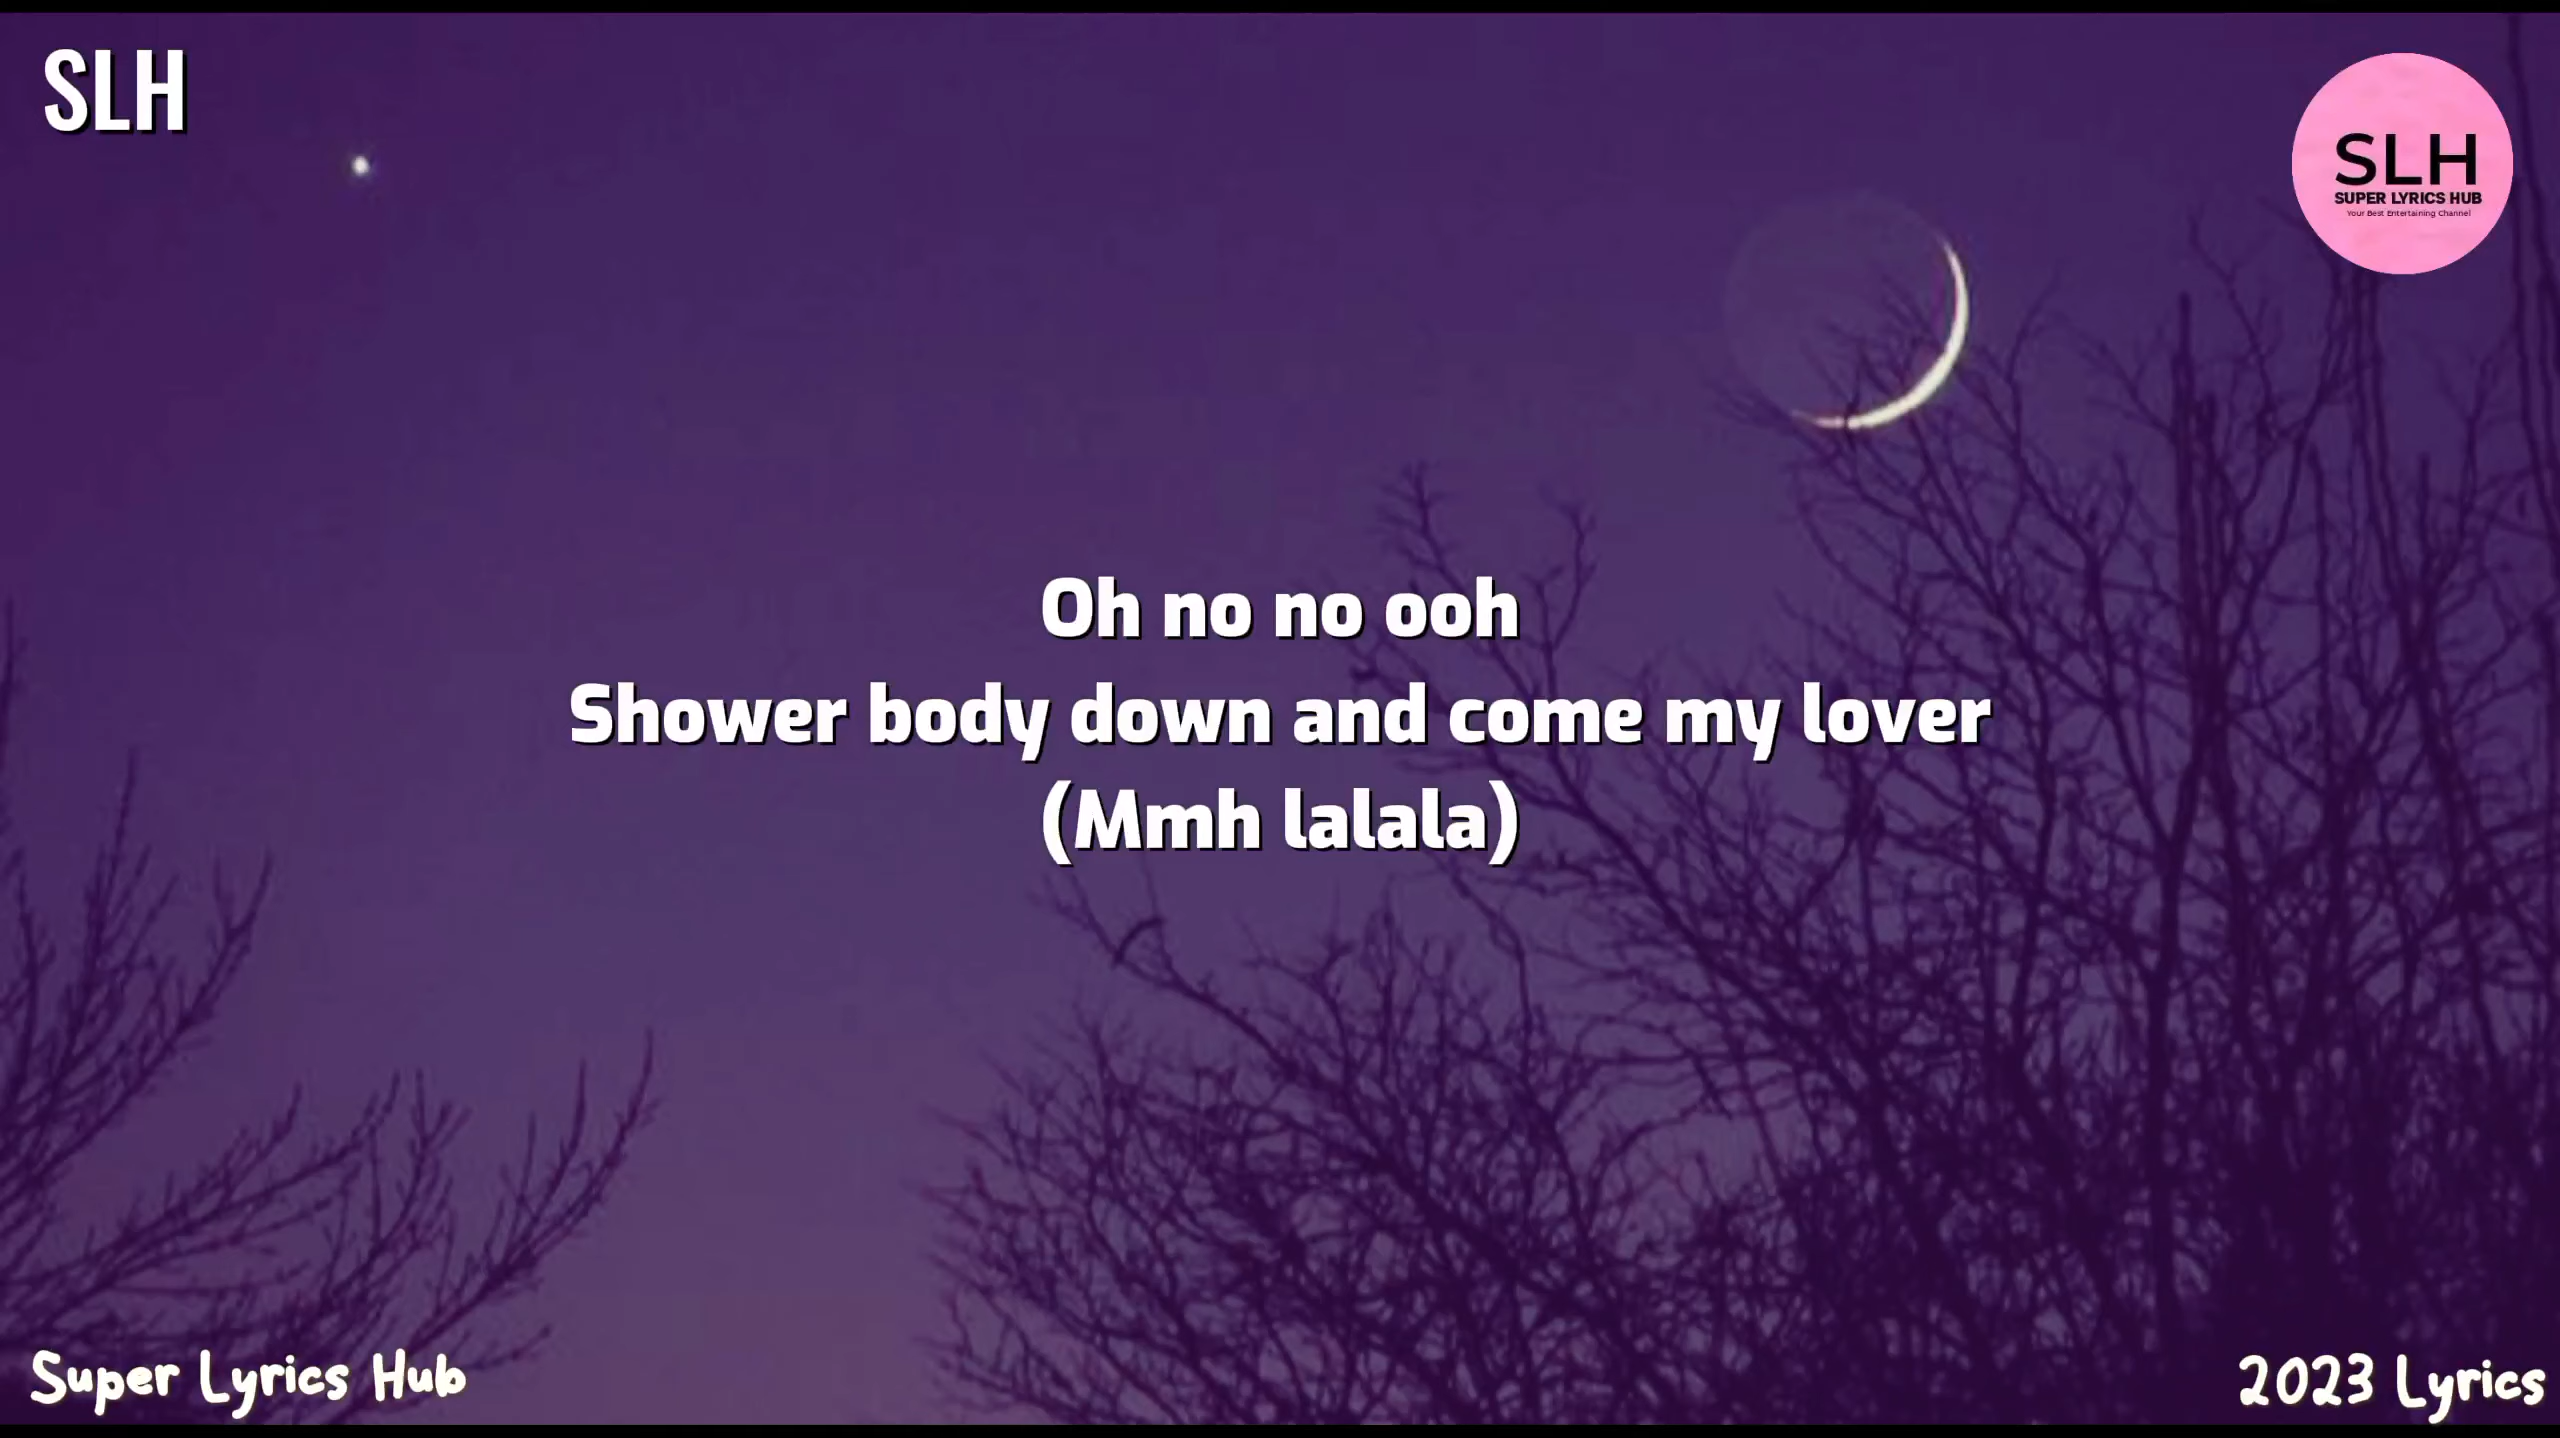 SLH
SLH
SUPER LYRICS HUB
Your Best Entertaining Channel
Oh no no ooh
Shower body down and come my lover
(Mmh lalala)
Super Lyrics Hub
2023 Lyrics